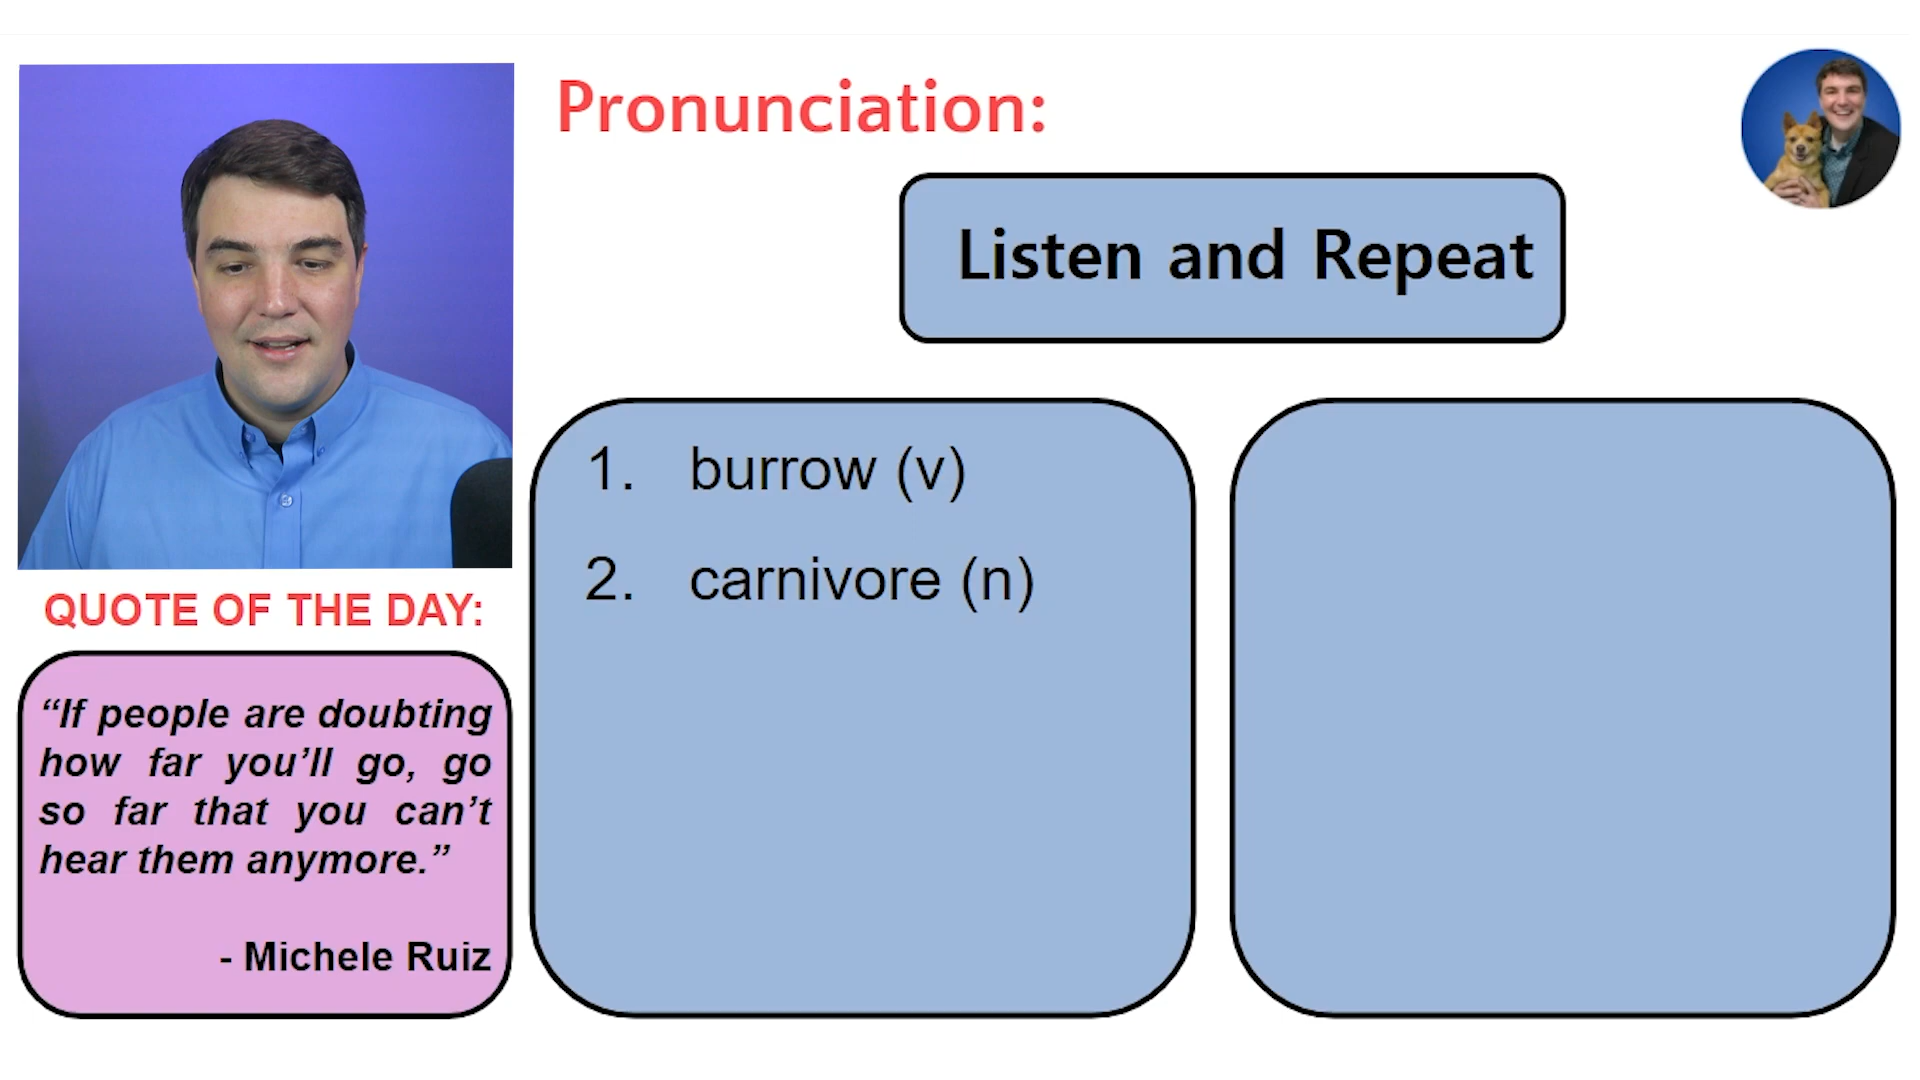 Pronunciation:
Listen and Repeat
1. burrow (v)
2. carnivore (n)
QUOTE OF THE DAY:
“If people are doubting
how far you’ll go, go
so far that you can’t
hear them anymore.”
- Michele Ruiz